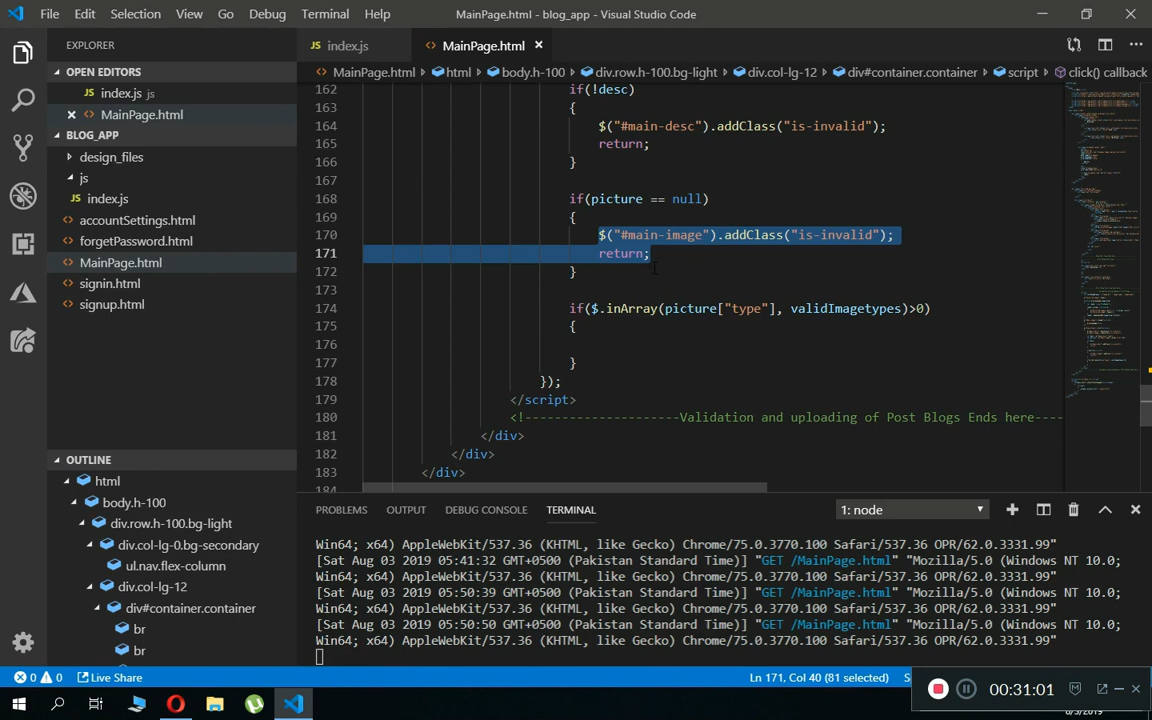 File Edit Selection View Go Debug Terminal Help MainPage.html - blog_app - Visual Studio Code
EXPLORER
OPEN EDITORS
JS index.js js
<> MainPage.html
BLOG_APP
design_files
js
JS index.js
<> accountSettings.html
<> forgetPassword.html
<> MainPage.html
<> signin.html
<> signup.html
OUTLINE
html
body.h-100
div.row.h-100.bg-light
div.col-lg-0.bg-secondary
ul.nav.flex-column
div.col-lg-12
div#container.container
br
br
JS index.js <> MainPage.html
<> MainPage.html › html › body.h-100 › div.row.h-100.bg-light › div.col-lg-12 › div#container.container › script › click() callback
162 if(!desc)
163 {
164 $("#main-desc").addClass("is-invalid");
165 return;
166 }
167
168 if(picture == null)
169 {
170 $("#main-image").addClass("is-invalid");
171 return;
172 }
173
174 if($.inArray(picture["type"], validImagetypes)>0)
175 {
176
177 }
178 });
179 </script>
180 <!---------------------Validation and uploading of Post Blogs Ends here----
181 </div>
182 </div>
183 </div>
184
PROBLEMS OUTPUT DEBUG CONSOLE TERMINAL 1: node
Win64; x64) AppleWebKit/537.36 (KHTML, like Gecko) Chrome/75.0.3770.100 Safari/537.36 OPR/62.0.3331.99"
[Sat Aug 03 2019 05:41:32 GMT+0500 (Pakistan Standard Time)] "GET /MainPage.html" "Mozilla/5.0 (Windows NT 10.0;
Win64; x64) AppleWebKit/537.36 (KHTML, like Gecko) Chrome/75.0.3770.100 Safari/537.36 OPR/62.0.3331.99"
[Sat Aug 03 2019 05:50:39 GMT+0500 (Pakistan Standard Time)] "GET /MainPage.html" "Mozilla/5.0 (Windows NT 10.0;
Win64; x64) AppleWebKit/537.36 (KHTML, like Gecko) Chrome/75.0.3770.100 Safari/537.36 OPR/62.0.3331.99"
[Sat Aug 03 2019 05:50:50 GMT+0500 (Pakistan Standard Time)] "GET /MainPage.html" "Mozilla/5.0 (Windows NT 10.0;
Win64; x64) AppleWebKit/537.36 (KHTML, like Gecko) Chrome/75.0.3770.100 Safari/537.36 OPR/62.0.3331.99"
0 0 Live Share Ln 171, Col 40 (81 selected)
00:31:01